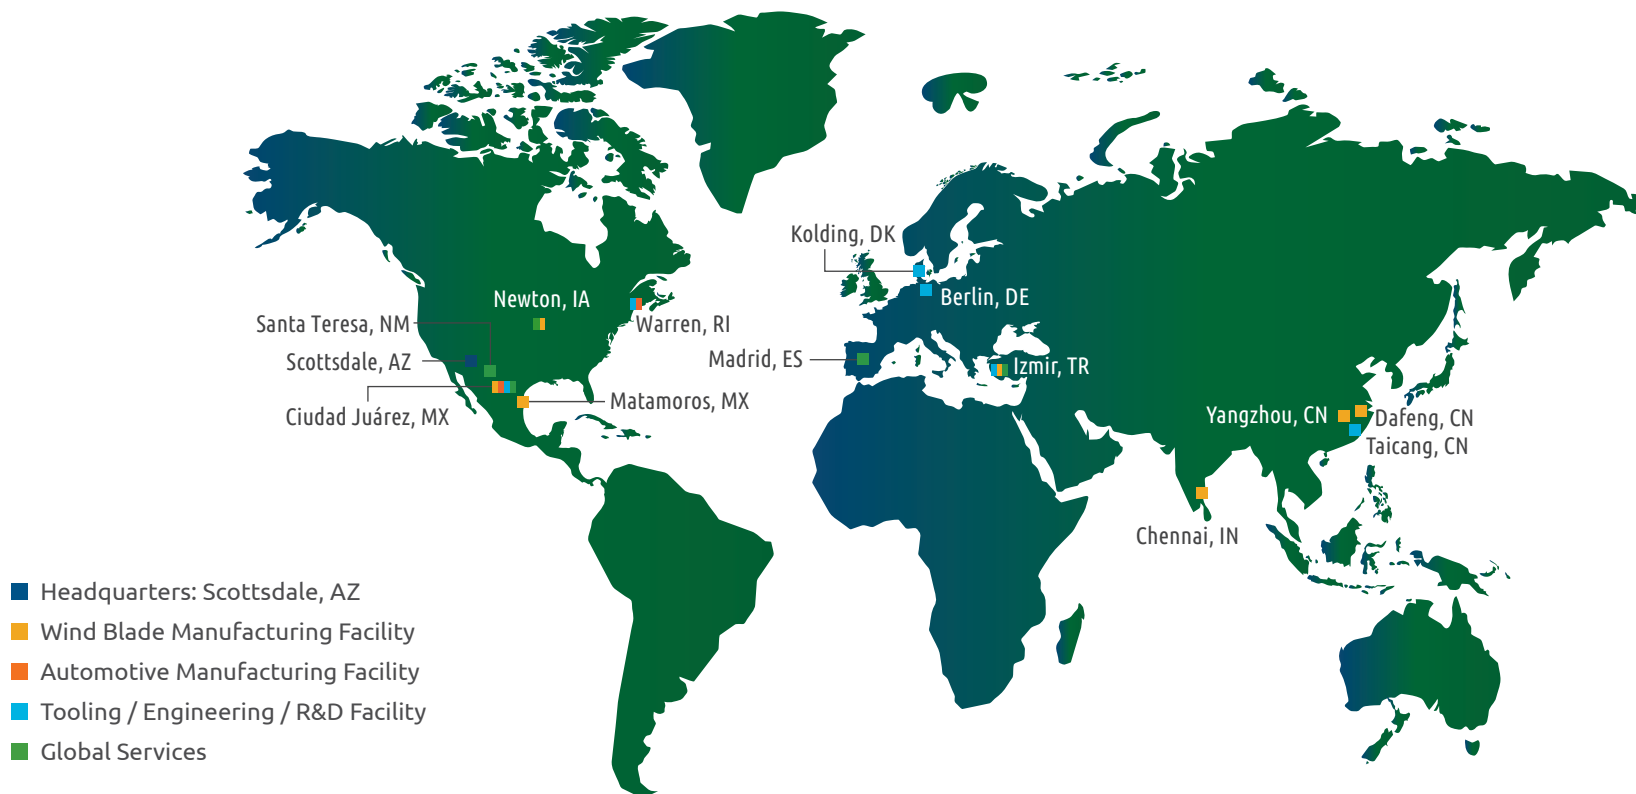 Kolding, DK
Berlin, DE
Newton, IA
Santa Teresa, NM
Warren, RI
Scottsdale, AZ
Madrid, ES
Izmir, TR
Ciudad Juárez, MX
Matamoros, MX
Yangzhou, CN
Dafeng, CN
Taicang, CN
Chennai, IN
Headquarters: Scottsdale, AZ
Wind Blade Manufacturing Facility
Automotive Manufacturing Facility
Tooling / Engineering / R&D Facility
Global Services